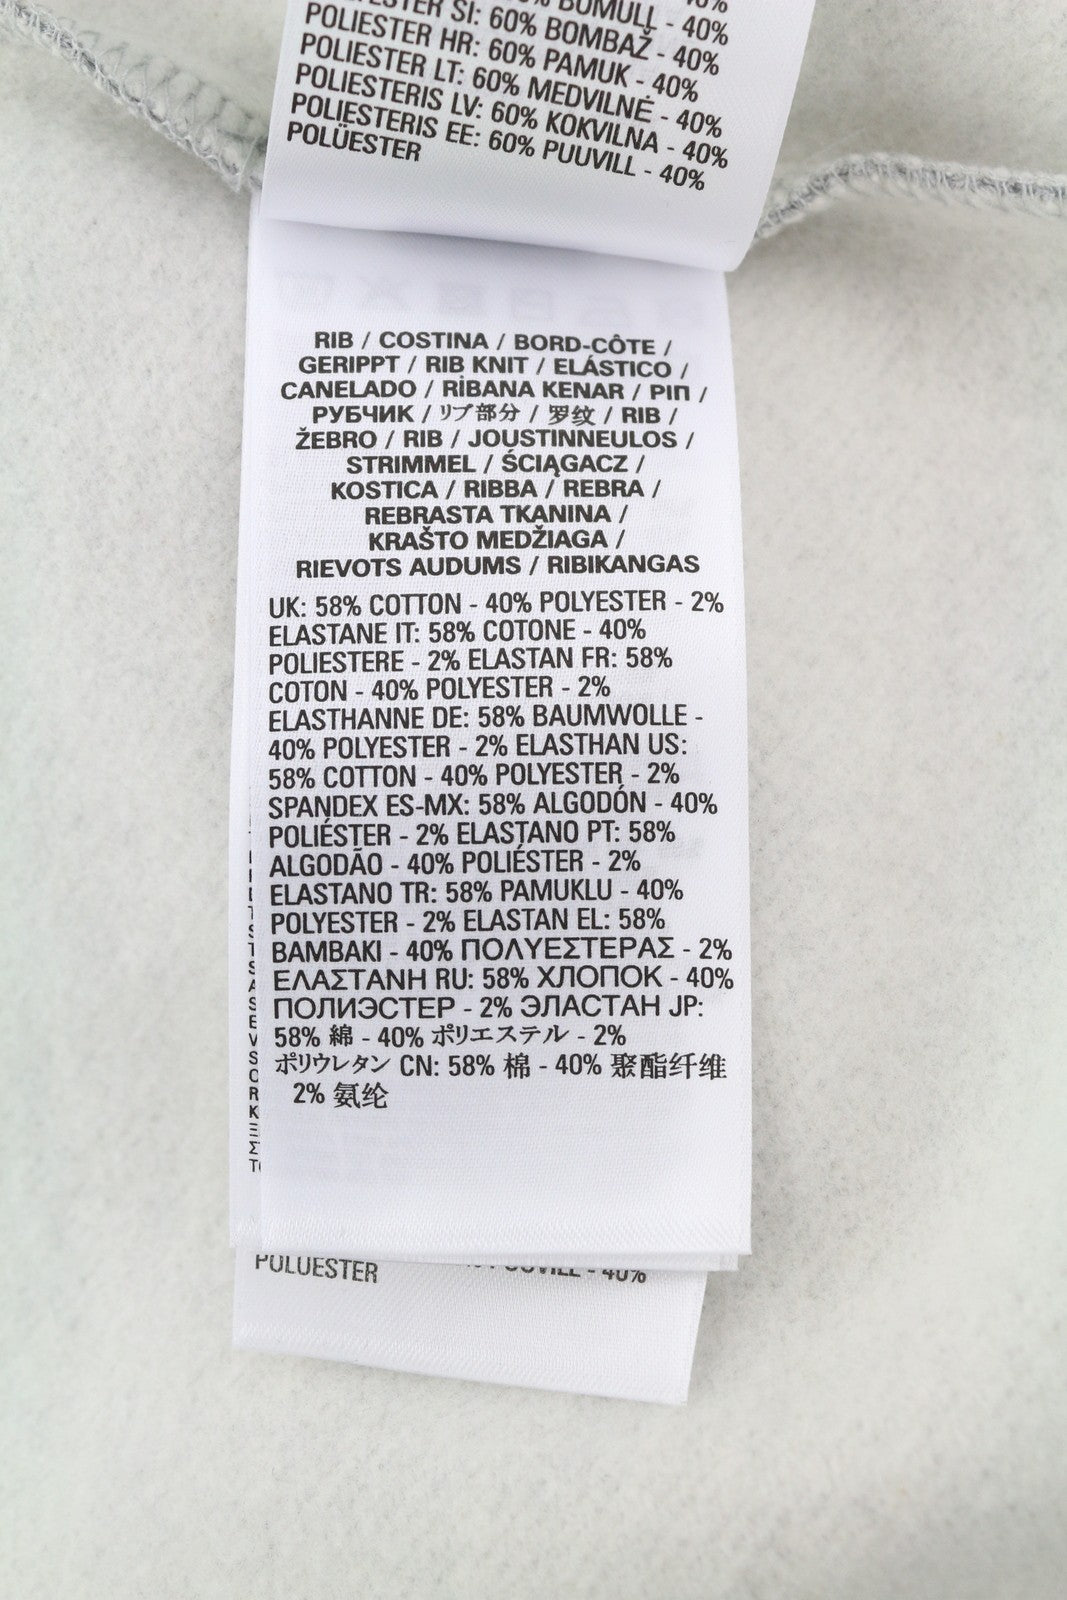 BOMULL - 40%
SI: 60% BOMBAŽ - 40%
POLIESTER HR: 60% PAMUK - 40%
POLIESTER LT: 60% MEDVILNĖ - 40%
POLIESTERIS LV: 60% KOKVILNA - 40%
POLIESTERIS EE: 60% PUUVILL - 40%
POLÜESTER
RIB / COSTINA / BORD-CÔTE /
GERIPPT / RIB KNIT / ELÁSTICO /
CANELADO / RİBANA KENAR / ΡΙΠ /
РУБЧИК / リブ部分 / 罗纹 / RIB /
ŽEBRO / RIB / JOUSTINNEULOS /
STRIMMEL / ŚCIĄGACZ /
KOSTICA / RIBBA / REBRA /
REBRASTA TKANINA /
KRAŠTO MEDŽIAGA /
RIEVOTS AUDUMS / RIBIKANGAS
UK: 58% COTTON - 40% POLYESTER - 2%
ELASTANE IT: 58% COTONE - 40%
POLIESTERE - 2% ELASTAN FR: 58%
COTON - 40% POLYESTER - 2%
ELASTHANNE DE: 58% BAUMWOLLE -
40% POLYESTER - 2% ELASTHAN US:
58% COTTON - 40% POLYESTER - 2%
SPANDEX ES-MX: 58% ALGODÓN - 40%
POLIÉSTER - 2% ELASTANO PT: 58%
ALGODÃO - 40% POLIÉSTER - 2%
ELASTANO TR: 58% PAMUKLU - 40%
POLYESTER - 2% ELASTAN EL: 58%
ΒΑΜΒΑΚΙ - 40% ΠΟΛΥΕΣΤΕΡΑΣ - 2%
ΕΛΑΣΤΑΝΗ RU: 58% ХЛОПОК - 40%
ПОЛИЭСТЕР - 2% ЭЛАСТАН JP:
58% 綿 - 40% ポリエステル - 2%
ポリウレタン CN: 58% 棉 - 40% 聚酯纤维
2% 氨纶
POLÜESTER - 40%